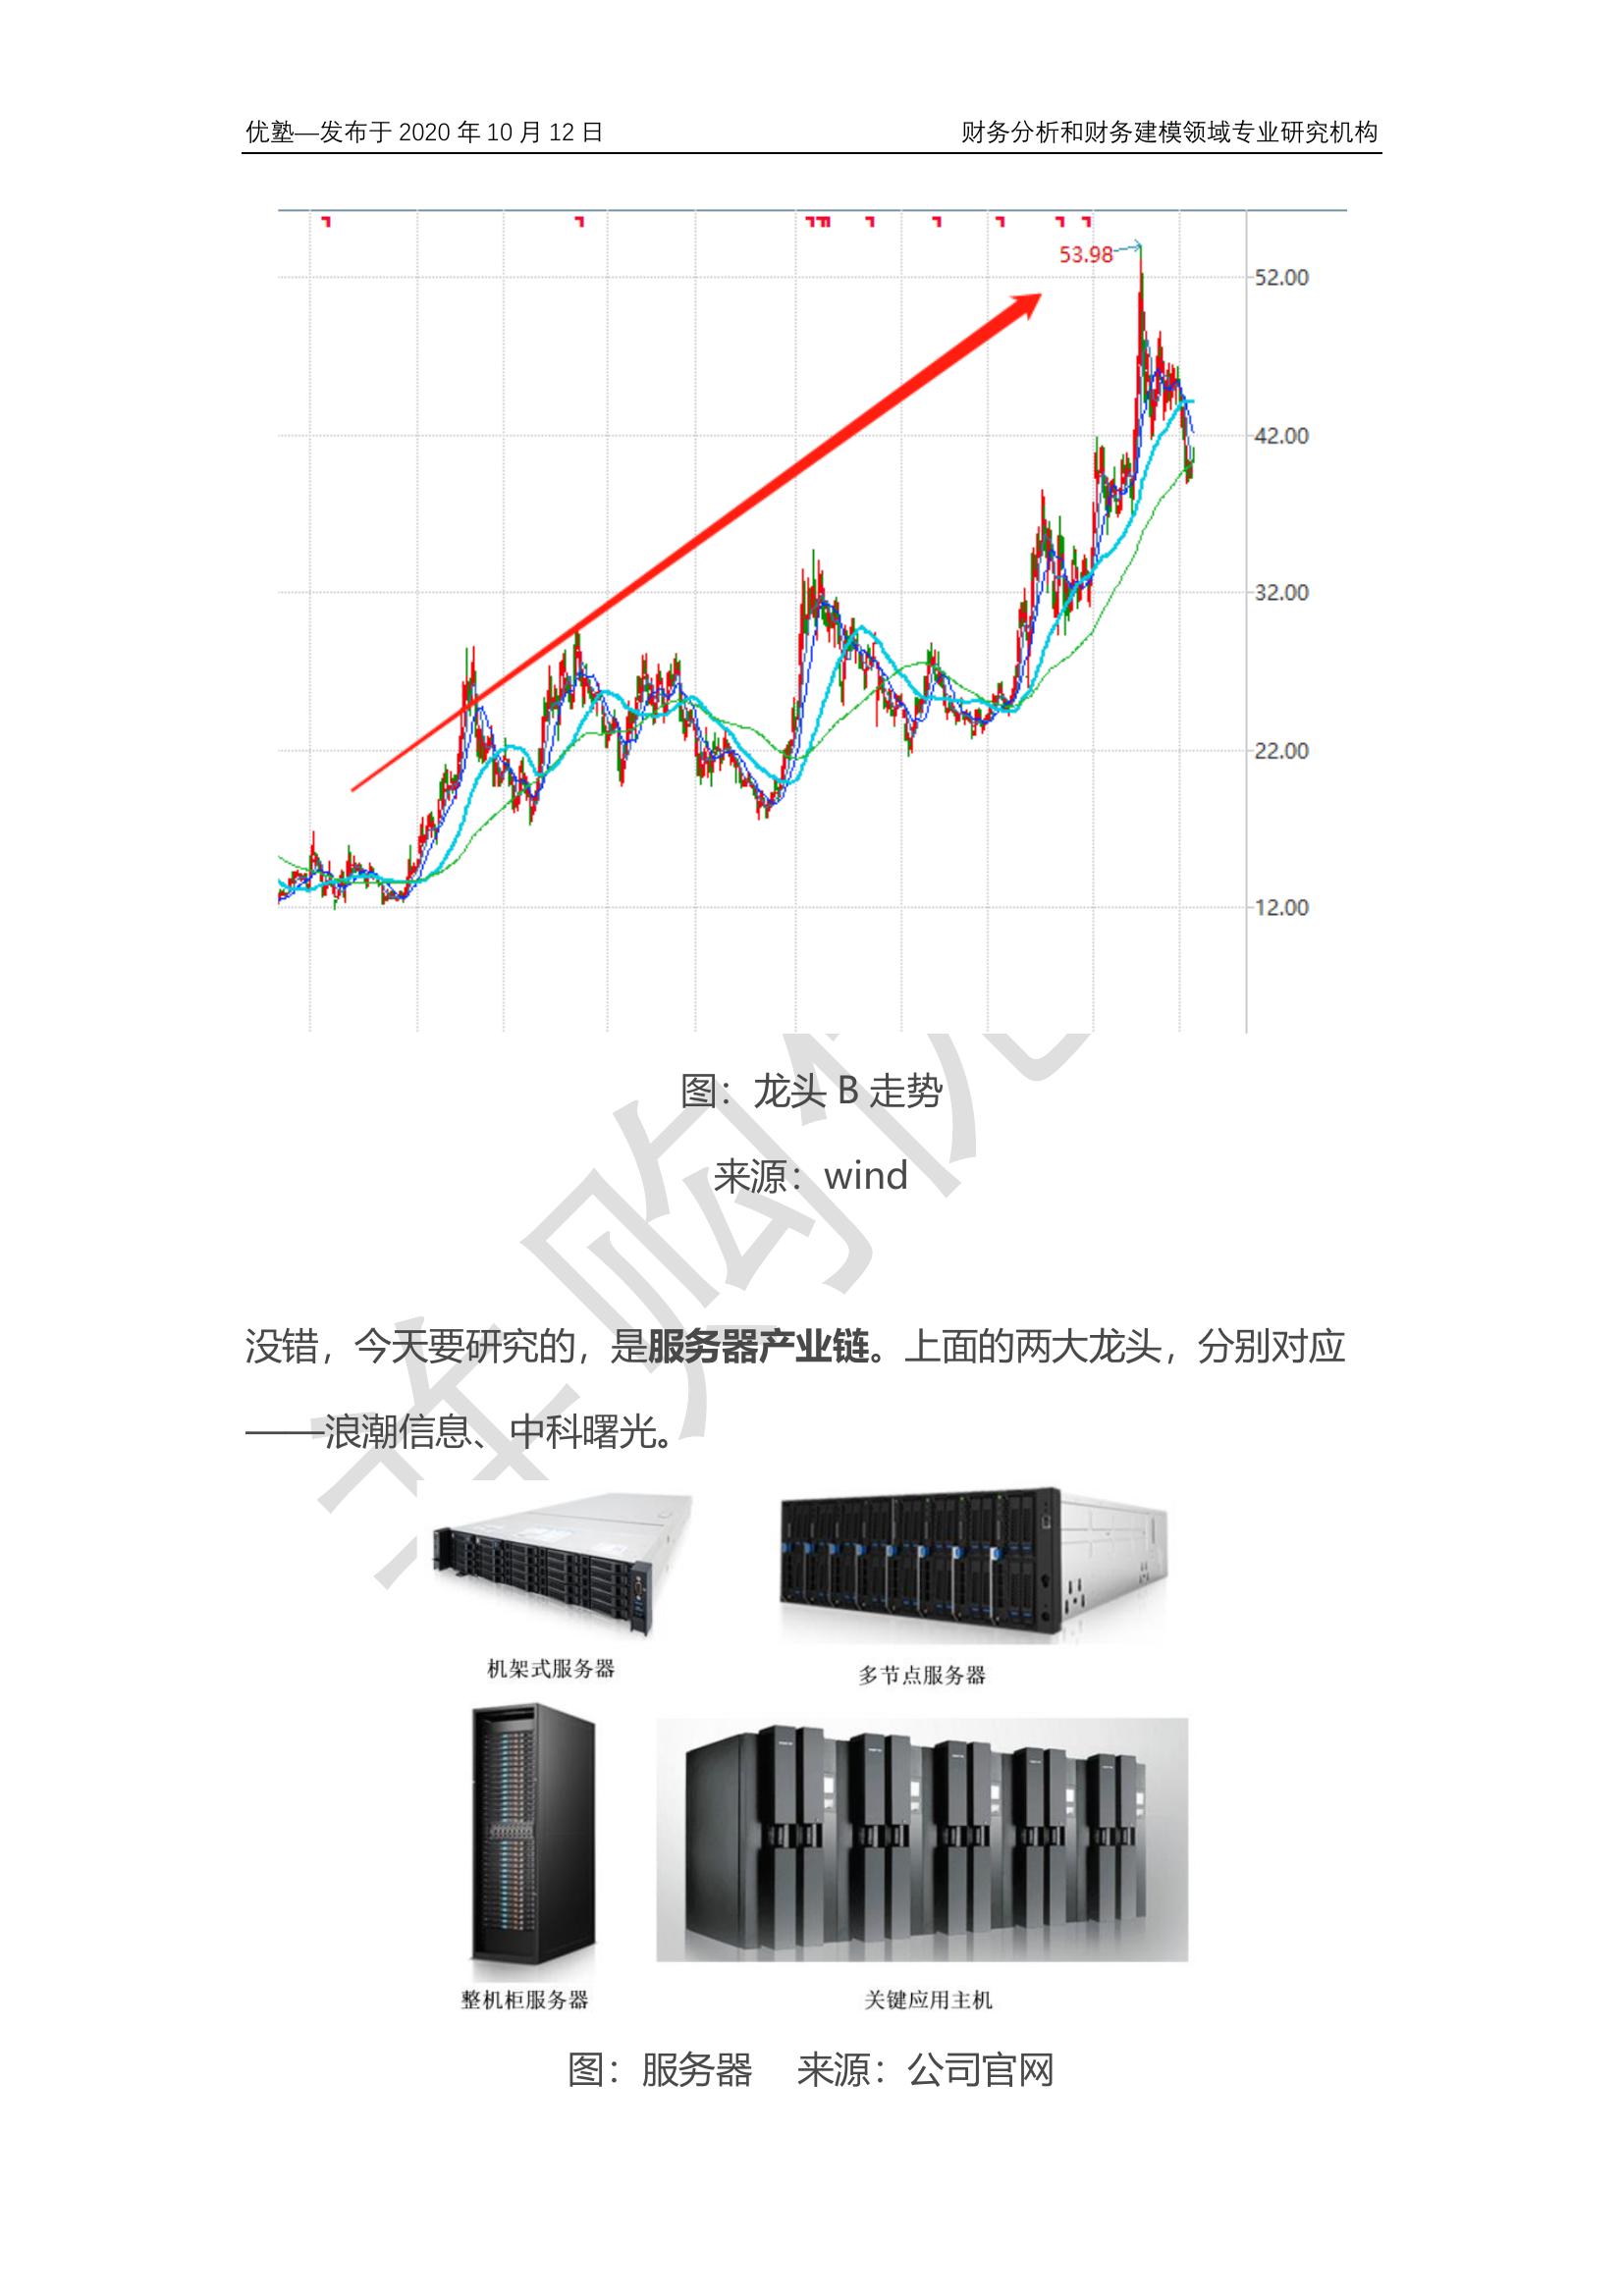 优塾—发布于 2020 年 10 月 12 日
财务分析和财务建模领域专业研究机构
53.98
52.00
42.00
32.00
22.00
12.00
图：龙头 B 走势
来源：wind
没错，今天要研究的，是服务器产业链。上面的两大龙头，分别对应
——浪潮信息、中科曙光。
机架式服务器
多节点服务器
整机柜服务器
关键应用主机
图：服务器 来源：公司官网